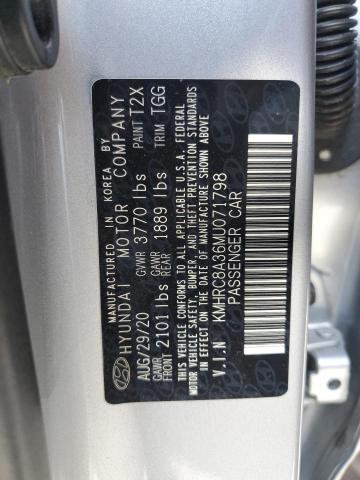 MANUFACTURED IN KOREA BY
HYUNDAI MOTOR COMPANY
AUG/29/20 GVWR 3770 lbs PAINT T2X
GAWR FRONT 2101 lbs GAWR REAR 1889 lbs TRIM TGG
THIS VEHICLE CONFORMS TO ALL APPLICABLE U.S.A. FEDERAL
MOTOR VEHICLE SAFETY, BUMPER, AND THEFT PREVENTION STANDARDS
IN EFFECT ON THE DATE OF MANUFACTURE SHOWN ABOVE
V.I.N KMHRC8A36MU071798
PASSENGER CAR